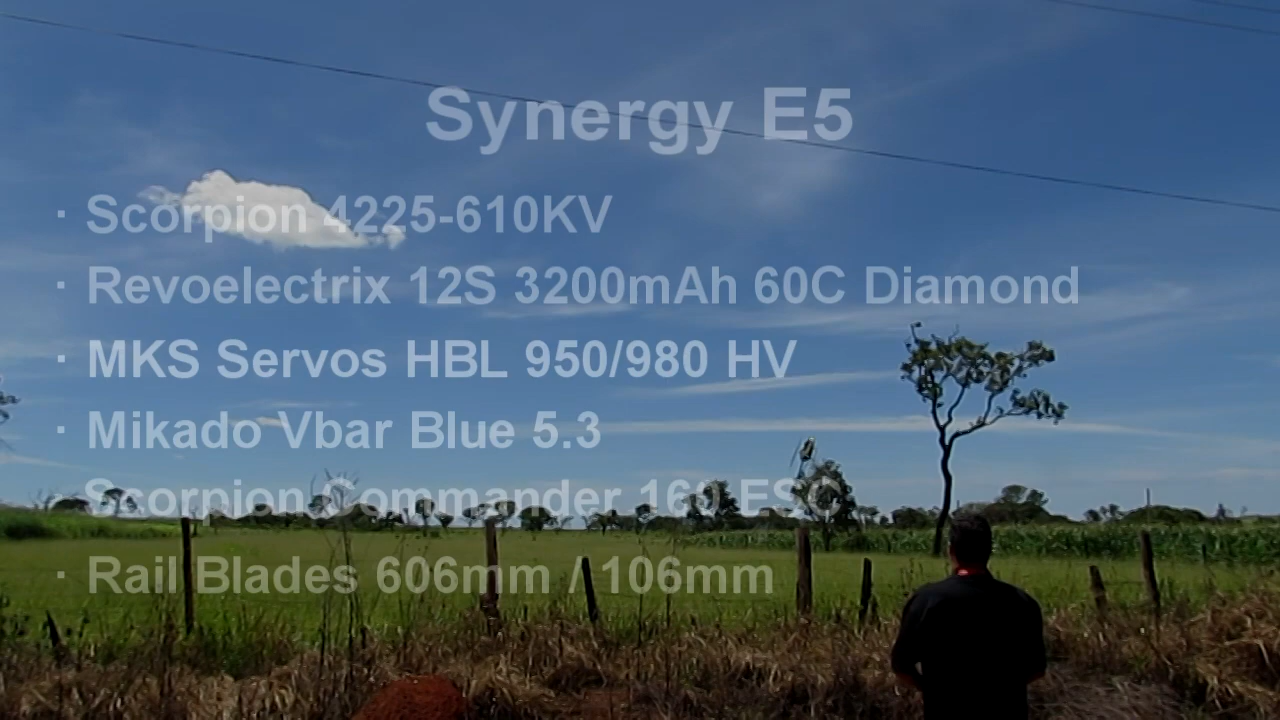 Synergy E5
· Scorpion 4225-610KV
· Revoelectrix 12S 3200mAh 60C Diamond
· MKS Servos HBL 950/980 HV
· Mikado Vbar Blue 5.3
Scorpion Commander ESC
· Rail Blades 606mm / 106mm